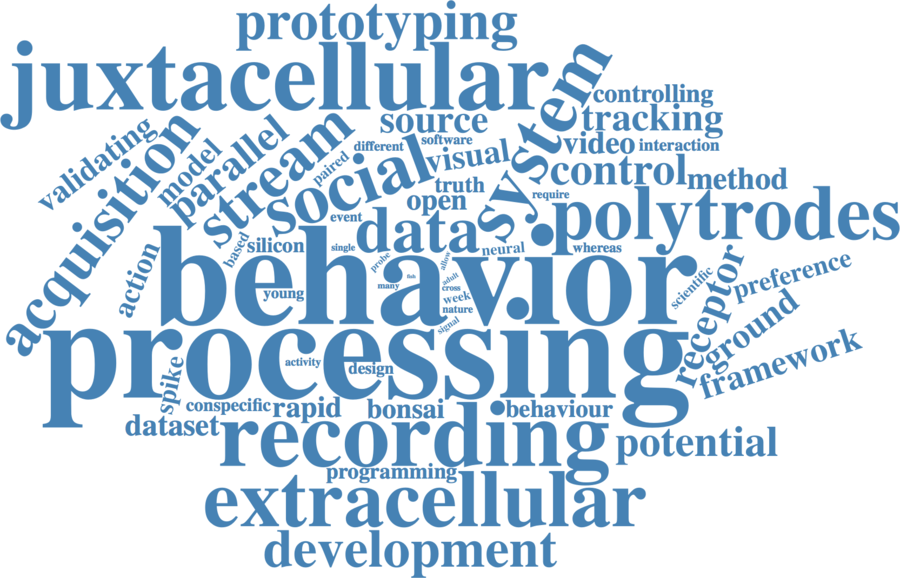 prototyping
juxtacellular
system
controlling
source
tracking
validating
acquisition
model
parallel
stream
paired
different
software
social
visual
video
interaction
control
method
truth
open
require
polytrodes
event
data
based
silicon
single
neural
whereas
action
behavior
probe
allow
many
fish
adult
cross
young
week
nature
signal
scientific
receptor
preference
ground
framework
processing
activity
design
spike
conspecific
rapid
bonsai
behaviour
dataset
recording
potential
programming
extracellular
development